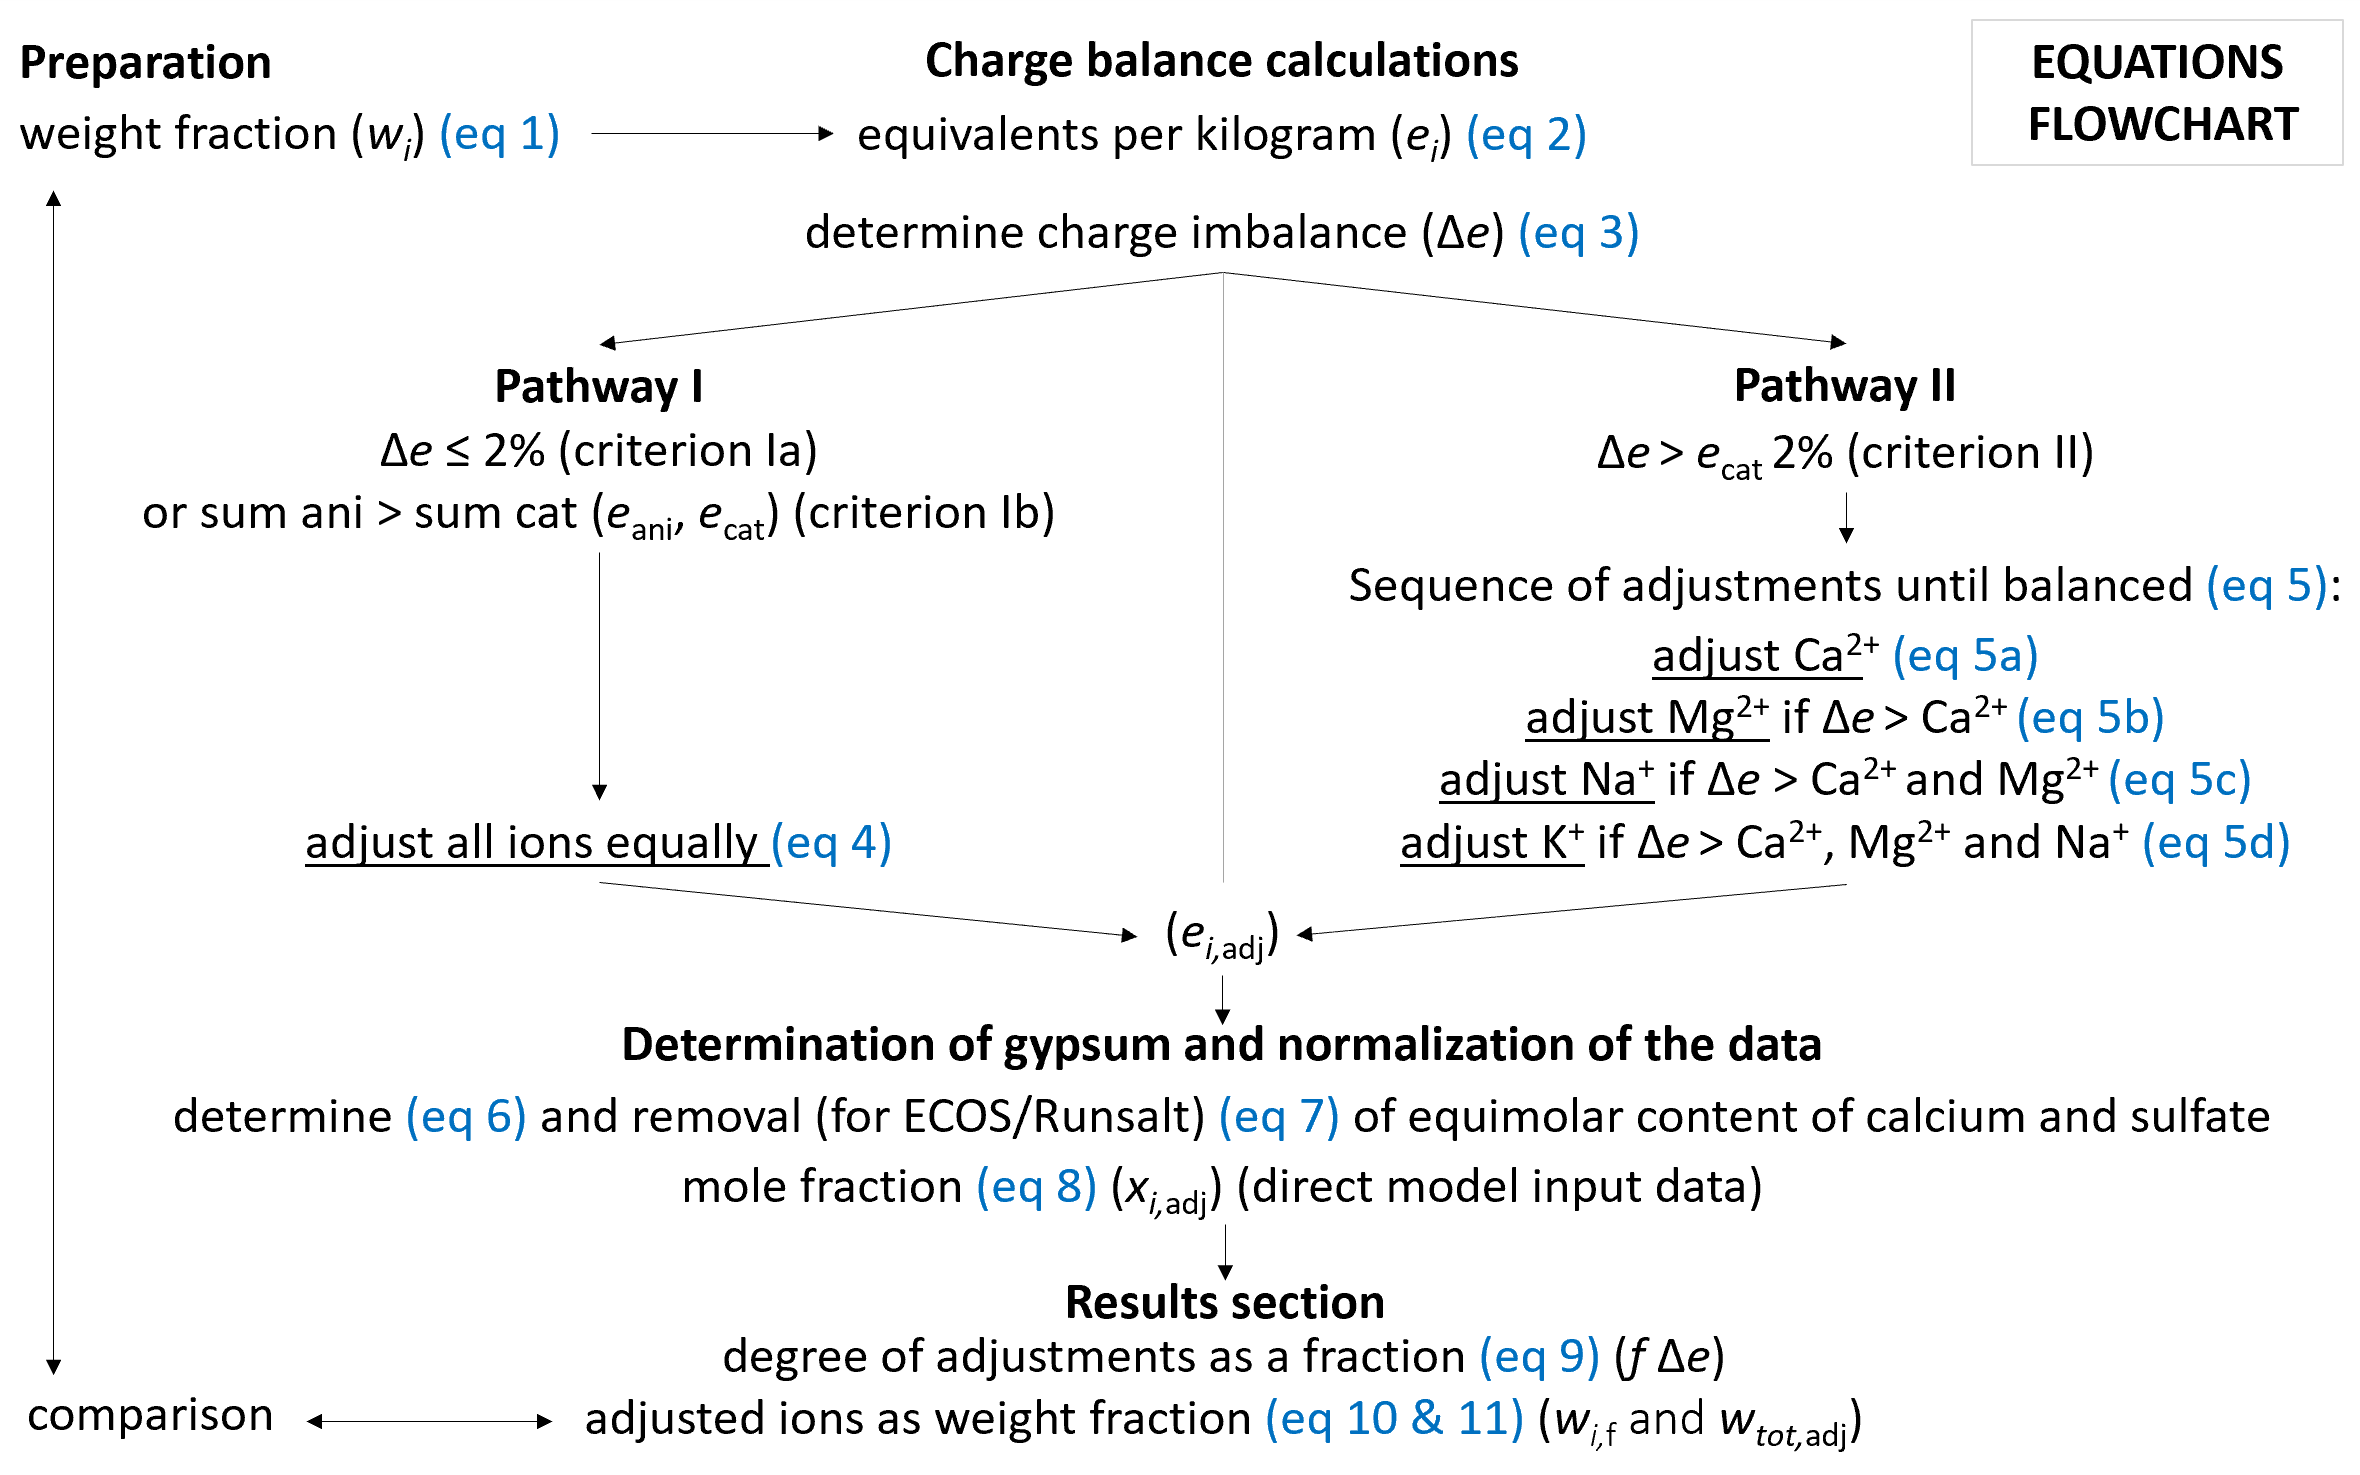 EQUATIONS
FLOWCHART
Preparation
weight fraction (wᵢ) (eq 1)
Charge balance calculations
equivalents per kilogram (eᵢ) (eq 2)
determine charge imbalance (Δe) (eq 3)
Pathway I
Δe ≤ 2% (criterion Ia)
or sum ani > sum cat (e_ani, e_cat) (criterion Ib)
adjust all ions equally (eq 4)
Pathway II
Δe > e_cat 2% (criterion II)
Sequence of adjustments until balanced (eq 5):
adjust Ca²⁺ (eq 5a)
adjust Mg²⁺ if Δe > Ca²⁺ (eq 5b)
adjust Na⁺ if Δe > Ca²⁺ and Mg²⁺ (eq 5c)
adjust K⁺ if Δe > Ca²⁺, Mg²⁺ and Na⁺ (eq 5d)
(e_i,adj)
Determination of gypsum and normalization of the data
determine (eq 6) and removal (for ECOS/Runsalt) (eq 7) of equimolar content of calcium and sulfate
mole fraction (eq 8) (x_i,adj) (direct model input data)
Results section
degree of adjustments as a fraction (eq 9) (f Δe)
comparison
adjusted ions as weight fraction (eq 10 & 11) (w_i,f and w_tot,adj)